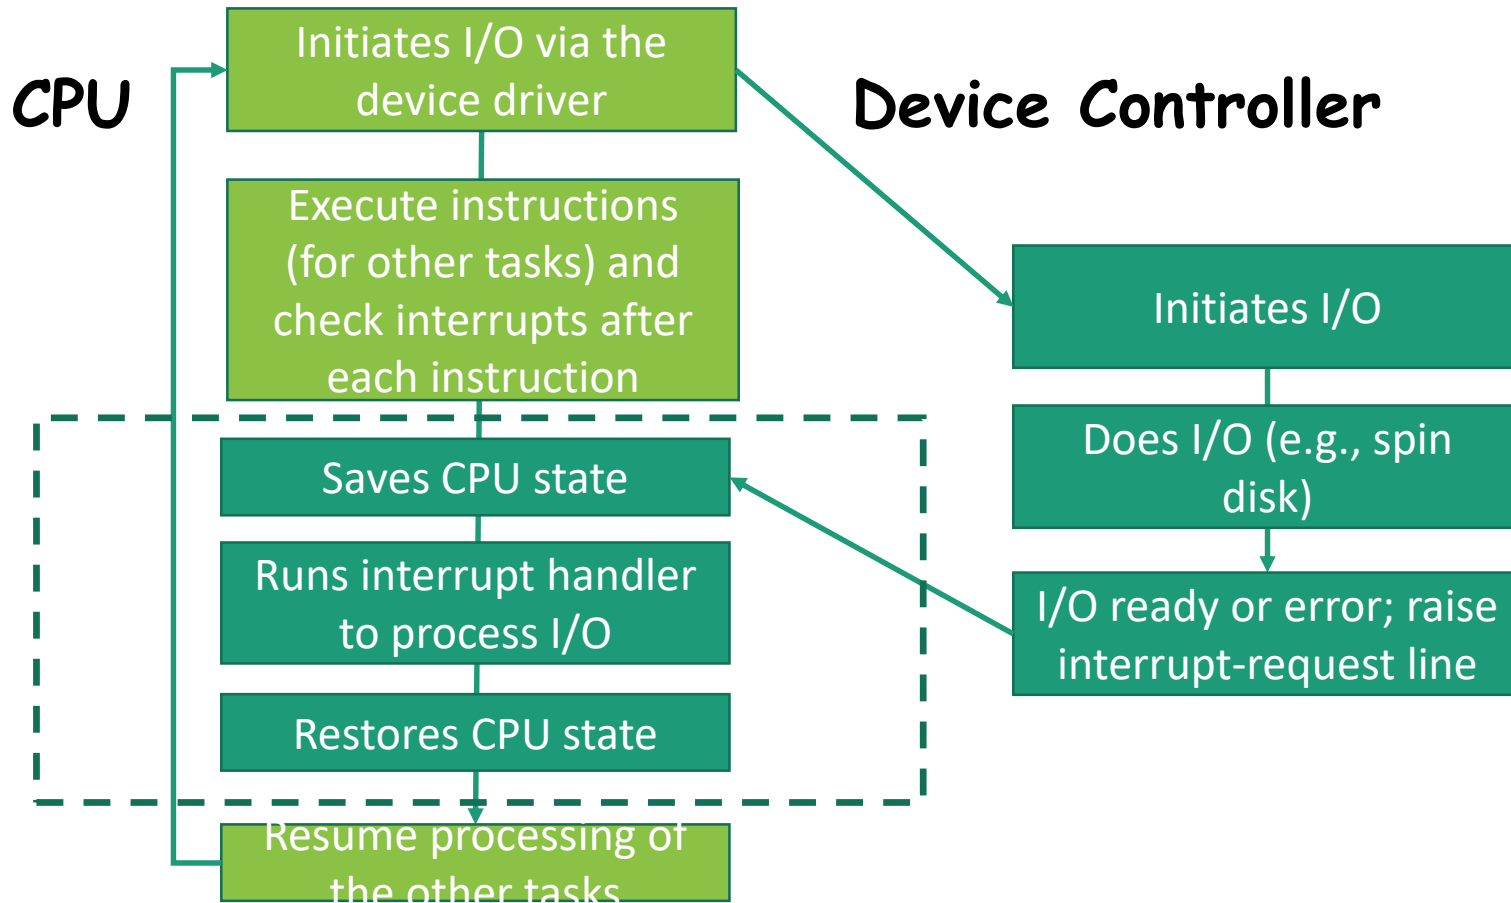 CPU
Initiates I/O via the
device driver
Execute instructions
(for other tasks) and
check interrupts after
each instruction
Saves CPU state
Runs interrupt handler
to process I/O
Restores CPU state
Resume processing of
the other tasks
Device Controller
Initiates I/O
Does I/O (e.g., spin
disk)
I/O ready or error; raise
interrupt-request line